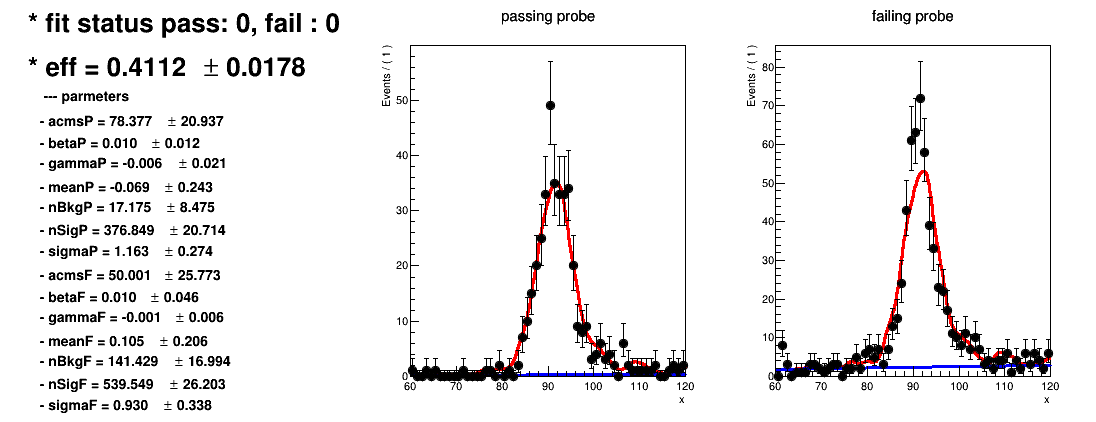 * fit status pass: 0, fail : 0
* eff = 0.4112 ± 0.0178
--- parmeters
- acmsP = 78.377 ± 20.937
- betaP = 0.010 ± 0.012
- gammaP = -0.006 ± 0.021
- meanP = -0.069 ± 0.243
- nBkgP = 17.175 ± 8.475
- nSigP = 376.849 ± 20.714
- sigmaP = 1.163 ± 0.274
- acmsF = 50.001 ± 25.773
- betaF = 0.010 ± 0.046
- gammaF = -0.001 ± 0.006
- meanF = 0.105 ± 0.206
- nBkgF = 141.429 ± 16.994
- nSigF = 539.549 ± 26.203
- sigmaF = 0.930 ± 0.338
passing probe
Events / ( 1 )
50
40
30
20
10
0
60 70 80 90 100 110 120
x
failing probe
Events / ( 1 )
80
70
60
50
40
30
20
10
0
60 70 80 90 100 110 120
x